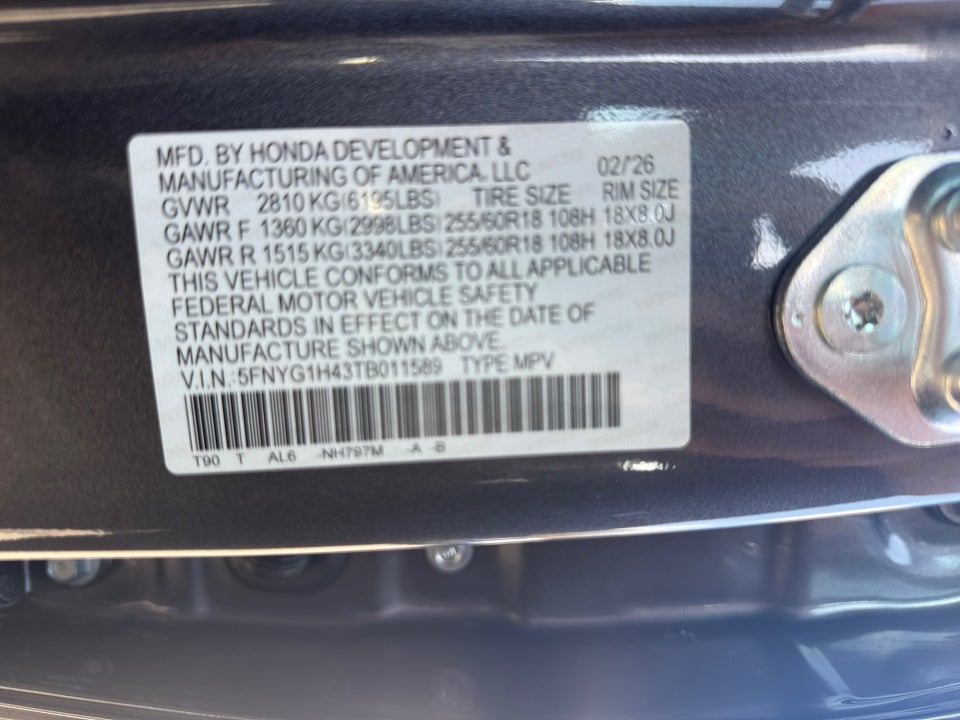 MFD. BY HONDA DEVELOPMENT &
MANUFACTURING OF AMERICA, LLC 02/'26
GVWR 2810 KG(6195LBS) TIRE SIZE RIM SIZE
GAWR F 1360 KG(2998LBS) 255/60R18 108H 18X8.0J
GAWR R 1515 KG(3340LBS) 255/60R18 108H 18X8.0J
THIS VEHICLE CONFORMS TO ALL APPLICABLE
FEDERAL MOTOR VEHICLE SAFETY
STANDARDS IN EFFECT ON THE DATE OF
MANUFACTURE SHOWN ABOVE.
V.I.N.:5FNYG1H43TB011589 TYPE:MPV
T90 T AL6 -NH797M -A -B